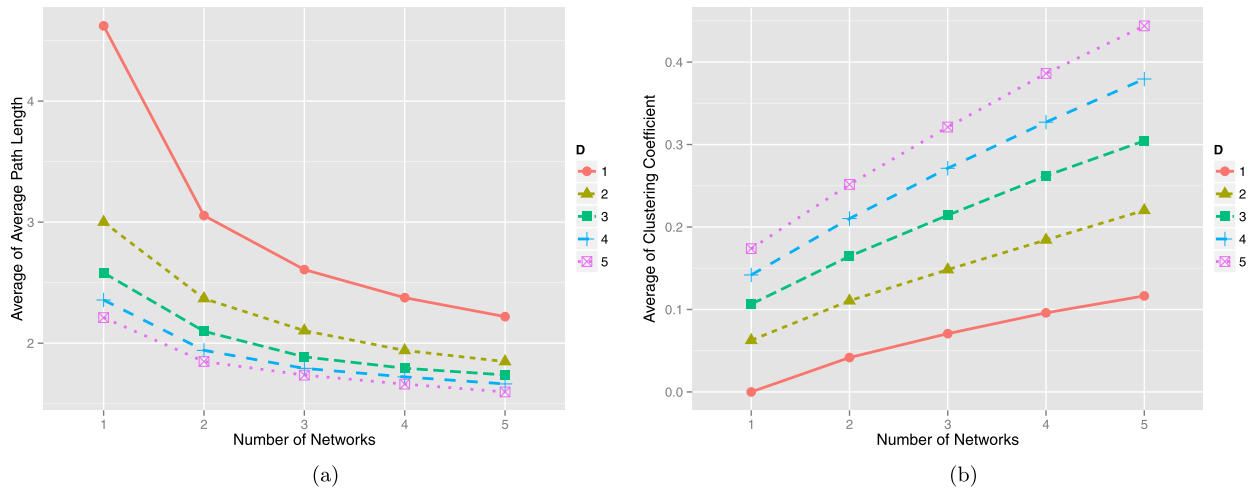 Average of Average Path Length
4
3
2
1 2 3 4 5
Number of Networks
D
1
2
3
4
5
(a)
Average of Clustering Coefficient
0.4
0.3
0.2
0.1
0.0
1 2 3 4 5
Number of Networks
D
1
2
3
4
5
(b)